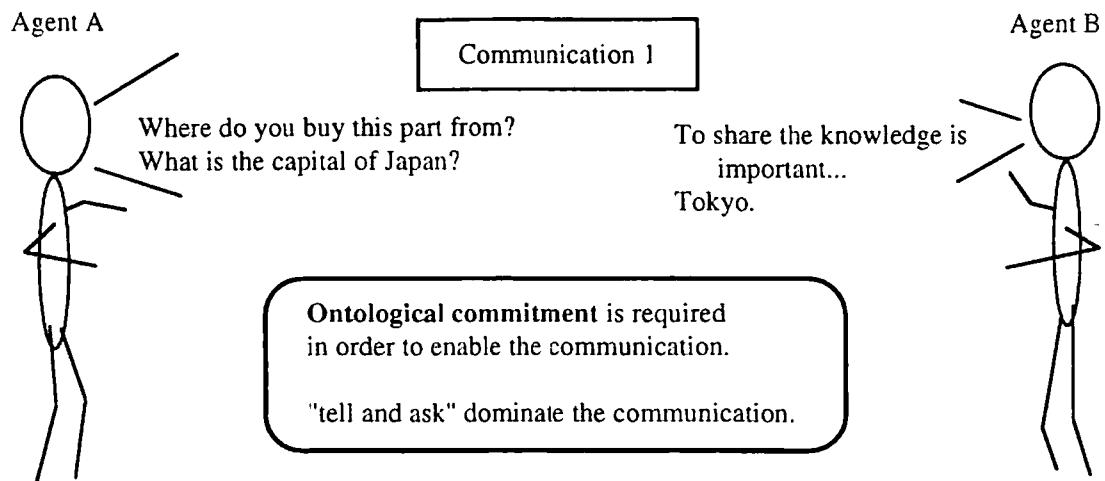 Agent A
Agent B
Communication 1
Where do you buy this part from?
What is the capital of Japan?
To share the knowledge is
important...
Tokyo.
Ontological commitment is required
in order to enable the communication.
"tell and ask" dominate the communication.